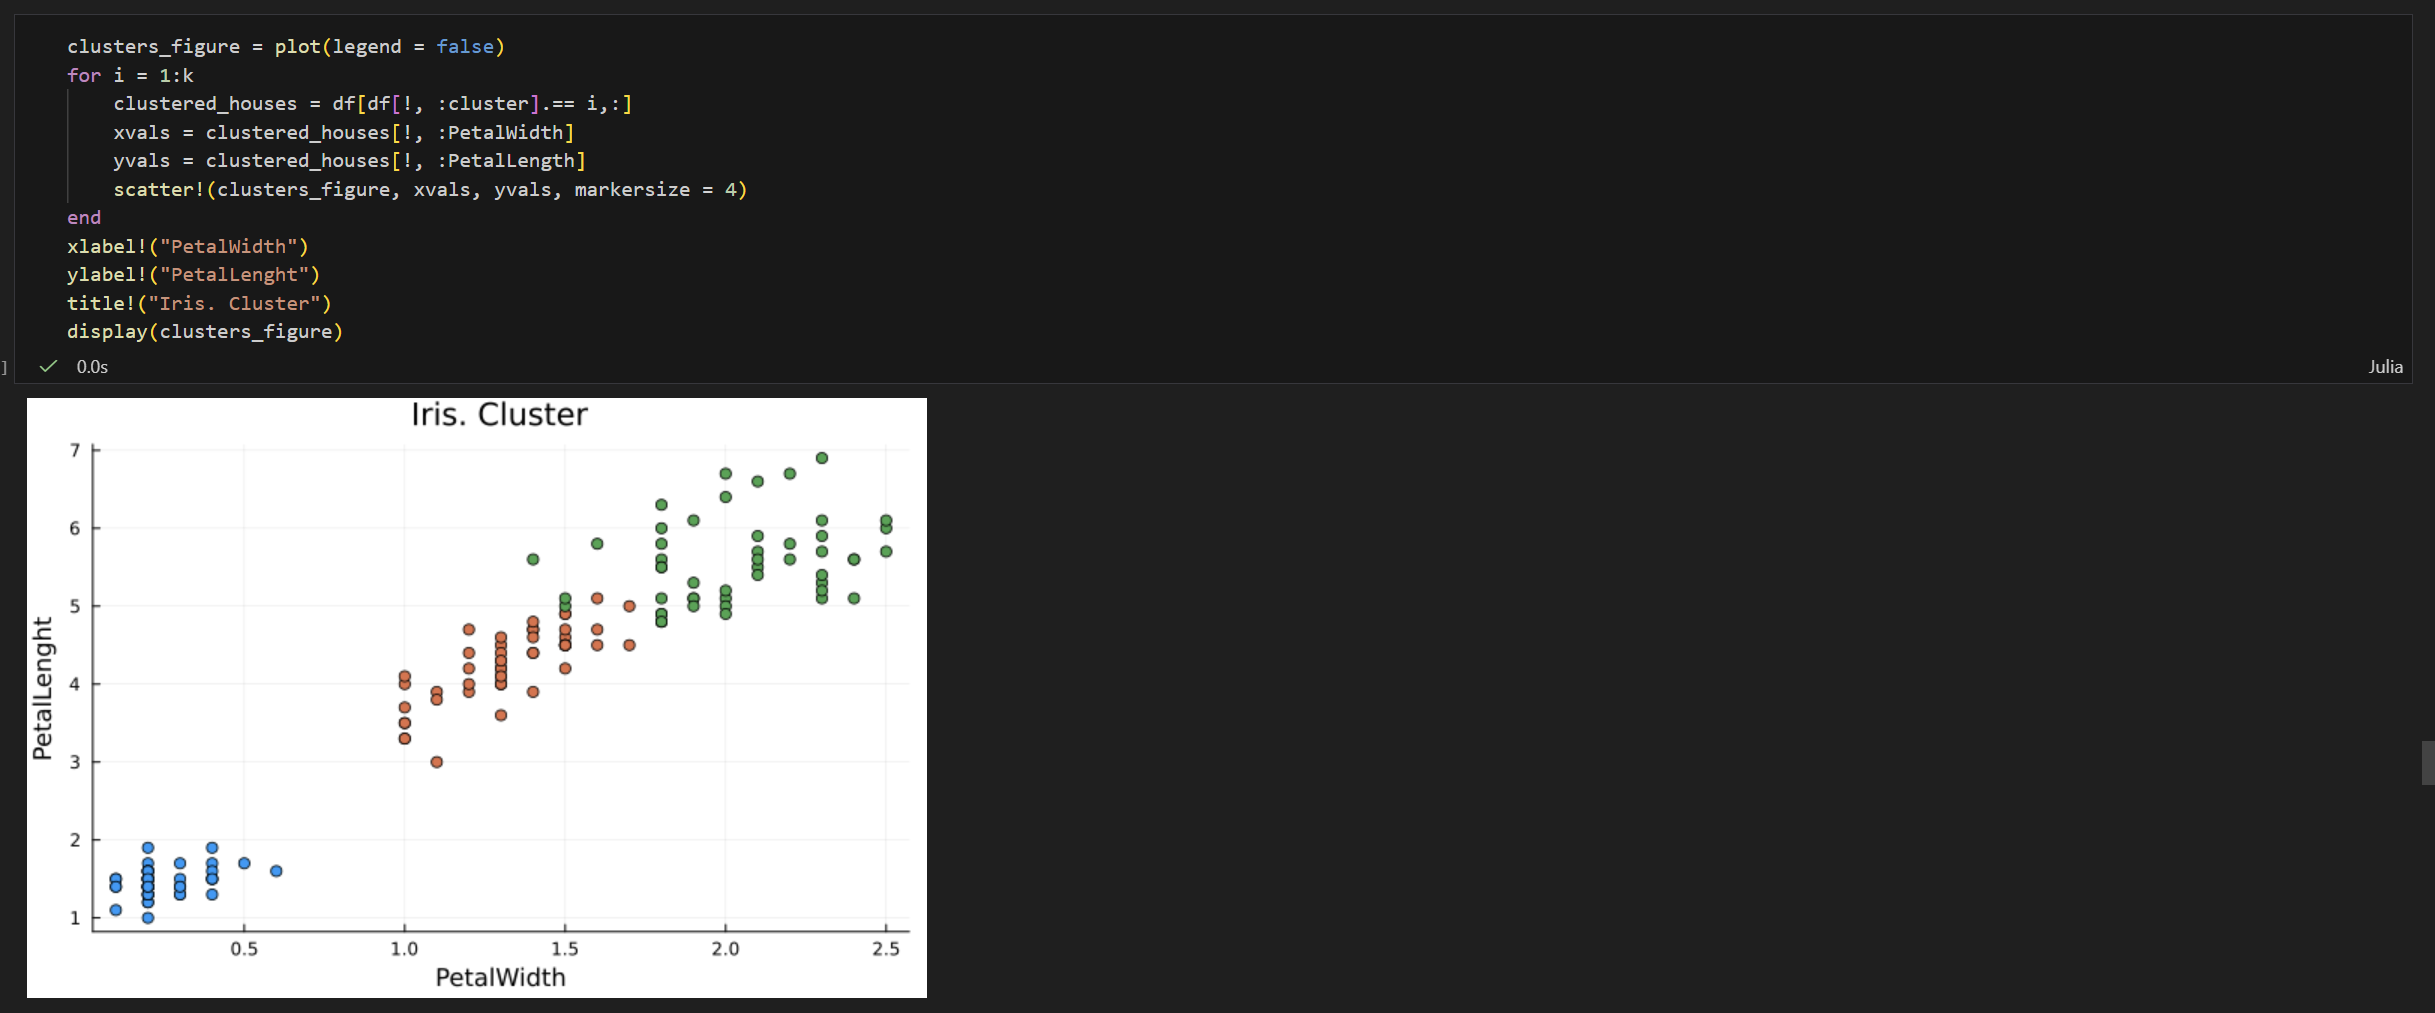 clusters_figure = plot(legend = false)
for i = 1:k
    clustered_houses = df[df[!, :cluster].== i,:]
    xvals = clustered_houses[!, :PetalWidth]
    yvals = clustered_houses[!, :PetalLength]
    scatter!(clusters_figure, xvals, yvals, markersize = 4)
end
xlabel!("PetalWidth")
ylabel!("PetalLenght")
title!("Iris. Cluster")
display(clusters_figure)
] 0.0s Julia
Iris. Cluster
7
6
5
4
3
2
1
PetalLenght
0.5 1.0 1.5 2.0 2.5
PetalWidth